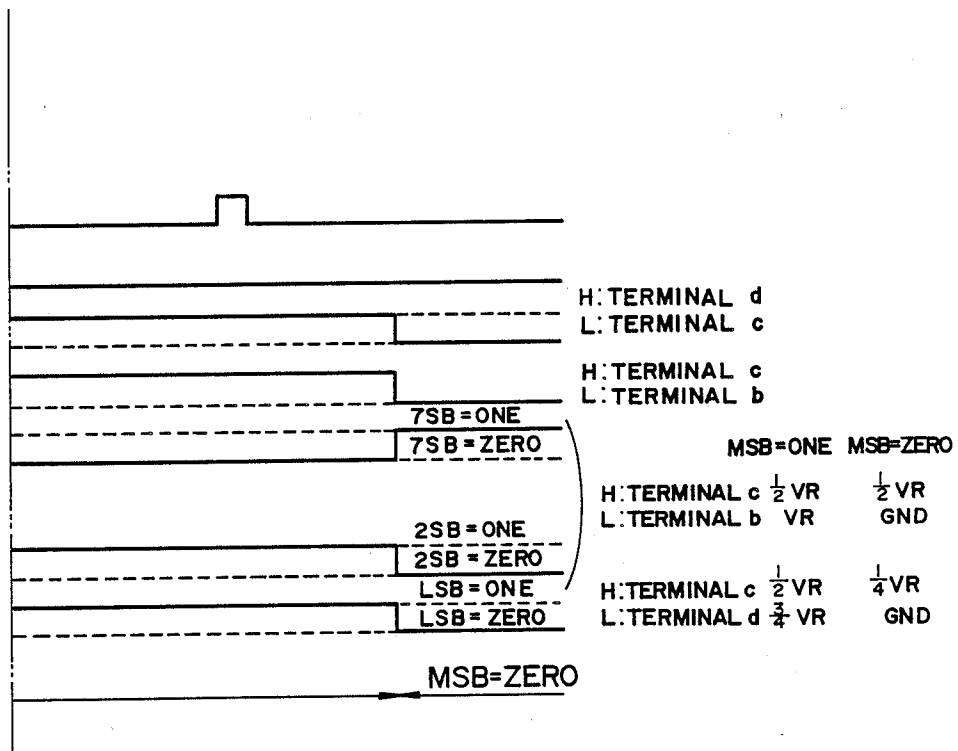 H:TERMINAL d
L:TERMINAL c
H:TERMINAL c
L:TERMINAL b
7SB=ONE
7SB=ZERO
MSB=ONE MSB=ZERO
H:TERMINAL c 1/2 VR 1/2 VR
L:TERMINAL b VR GND
2SB=ONE
2SB=ZERO
LSB=ONE
H:TERMINAL c 1/2 VR 1/4 VR
LSB=ZERO
L:TERMINAL d 3/4 VR GND
MSB=ZERO